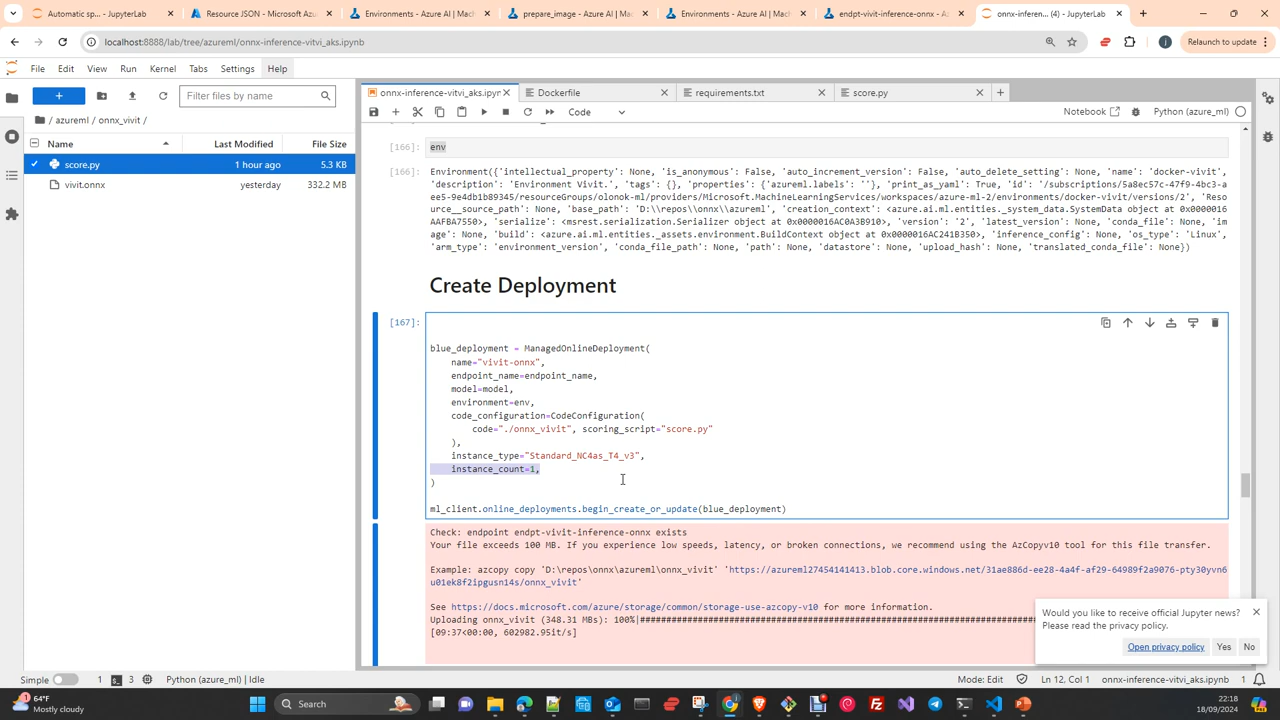 Automatic sp... - JupyterLab
Resource JSON - Microsoft Azu
Environments - Azure AI | Mach
prepare_image - Azure AI | Mac
Environments - Azure AI | Mach
endpt-vivit-inference-onnx - Az
onnx-inferen... (4) - JupyterLab
localhost:8888/lab/tree/azureml/onnx-inference-vitvi_aks.ipynb
Relaunch to update
File Edit View Run Kernel Tabs Settings Help
Filter files by name
/ azureml / onnx_vivit /
Name Last Modified File Size
score.py 1 hour ago 5.3 KB
vivit.onnx yesterday 332.2 MB
onnx-inference-vitvi_aks.ipyr
Dockerfile
requirements.txt
score.py
Code
Notebook
Python (azure_ml)
[166]: env
[166]: Environment({'intellectual_property': None, 'is_anonymous': False, 'auto_increment_version': False, 'auto_delete_setting': None, 'name': 'docker-vivit',
'description': 'Environment Vivit.', 'tags': {}, 'properties': {'azureml.labels': ''}, 'print_as_yaml': True, 'id': '/subscriptions/5a8ec57c-47f9-4bc3-a
ee5-9e4db1b89345/resourceGroups/olonok-ml/providers/Microsoft.MachineLearningServices/workspaces/azure-ml-2/environments/docker-vivit/versions/2', 'Res
ource__source_path': None, 'base_path': 'D:\\repos\\onnx\\azureml', 'creation_context': <azure.ai.ml.entities._system_data.SystemData object at 0x0000016
AAFBA7550>, 'serialize': <msrest.serialization.Serializer object at 0x0000016AC0A3B910>, 'version': '2', 'latest_version': None, 'conda_file': None, 'im
age': None, 'build': <azure.ai.ml.entities._assets.environment.BuildContext object at 0x0000016AC241B350>, 'inference_config': None, 'os_type': 'Linux',
'arm_type': 'environment_version', 'conda_file_path': None, 'path': None, 'datastore': None, 'upload_hash': None, 'translated_conda_file': None})
Create Deployment
[167]:
blue_deployment = ManagedOnlineDeployment(
name="vivit-onnx",
endpoint_name=endpoint_name,
model=model,
environment=env,
code_configuration=CodeConfiguration(
code="./onnx_vivit", scoring_script="score.py"
),
instance_type="Standard_NC4as_T4_v3",
instance_count=1,
)
ml_client.online_deployments.begin_create_or_update(blue_deployment)
Check: endpoint endpt-vivit-inference-onnx exists
Your file exceeds 100 MB. If you experience low speeds, latency, or broken connections, we recommend using the AzCopyv10 tool for this file transfer.
Example: azcopy copy 'D:\repos\onnx\azureml\onnx_vivit' 'https://azureml27454141413.blob.core.windows.net/31ae886d-ee28-4a4f-af29-64989f2a9076-pty30yvn6
u01ek8f2ipgusn14s/onnx_vivit'
See https://docs.microsoft.com/azure/storage/common/storage-use-azcopy-v10 for more information.
Uploading onnx_vivit (348.31 MBs): 100%|##########################################################################
[09:37<00:00, 602982.95it/s]
Would you like to receive official Jupyter news?
Please read the privacy policy.
Open privacy policy Yes No
Simple 1 3 Python (azure_ml) | Idle
Mode: Edit Ln 12, Col 1 onnx-inference-vitvi_aks.ipynb 1
64°F
Mostly cloudy
Search
22:18
18/09/2024